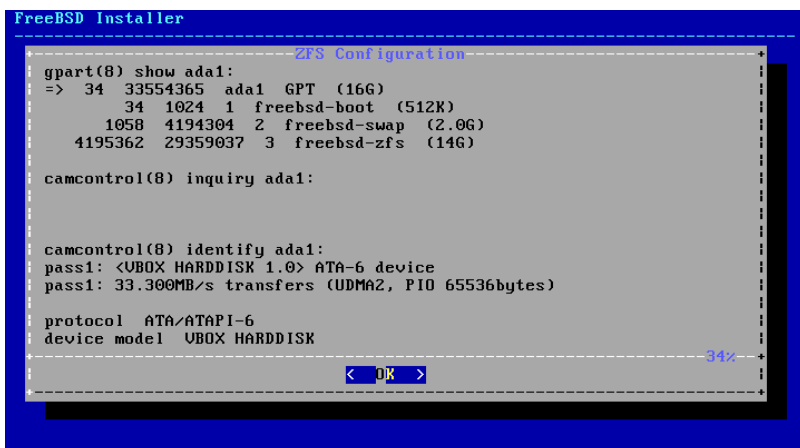 FreeBSD Installer
ZFS Configuration
gpart(8) show ada1:
=>  34  33554365  ada1  GPT  (16G)
34  1024  1  freebsd-boot  (512K)
1058  4194304  2  freebsd-swap  (2.0G)
4195362  29359037  3  freebsd-zfs  (14G)
camcontrol(8) inquiry ada1:
camcontrol(8) identify ada1:
pass1: <VBOX HARDDISK 1.0> ATA-6 device
pass1: 33.300MB/s transfers (UDMA2, PIO 65536bytes)
protocol  ATA/ATAPI-6
device model  VBOX HARDDISK
34%
<  OK  >